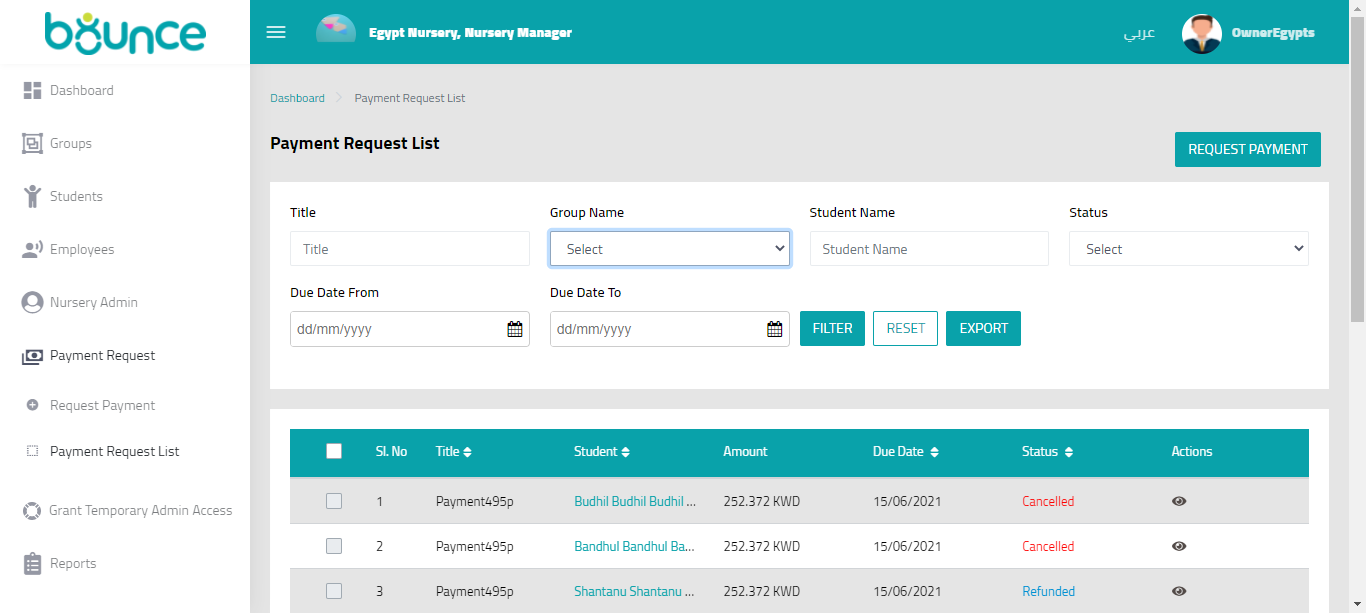 bounce
Egypt Nursery, Nursery Manager
عربي
OwnerEgypts
Dashboard
Groups
Students
Employees
Nursery Admin
Payment Request
Request Payment
Payment Request List
Grant Temporary Admin Access
Reports
Dashboard > Payment Request List
Payment Request List
REQUEST PAYMENT
Title Group Name Student Name Status
Title Select Student Name Select
Due Date From Due Date To
dd/mm/yyyy dd/mm/yyyy FILTER RESET EXPORT
Sl. No Title Student Amount Due Date Status Actions
1 Payment495p Budhil Budhil Budhil ... 252.372 KWD 15/06/2021 Cancelled
2 Payment495p Bandhul Bandhul Ba... 252.372 KWD 15/06/2021 Cancelled
3 Payment495p Shantanu Shantanu ... 252.372 KWD 15/06/2021 Refunded